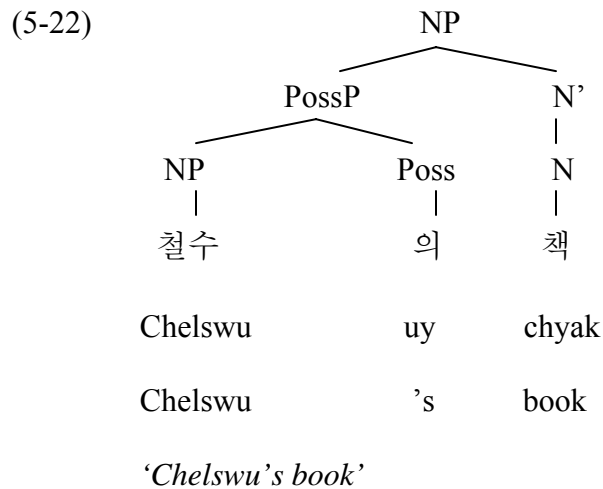 (5-22) NP
PossP N’
NP Poss N
철수 의 책
Chelswu uy chyak
Chelswu ’s book
‘Chelswu’s book’